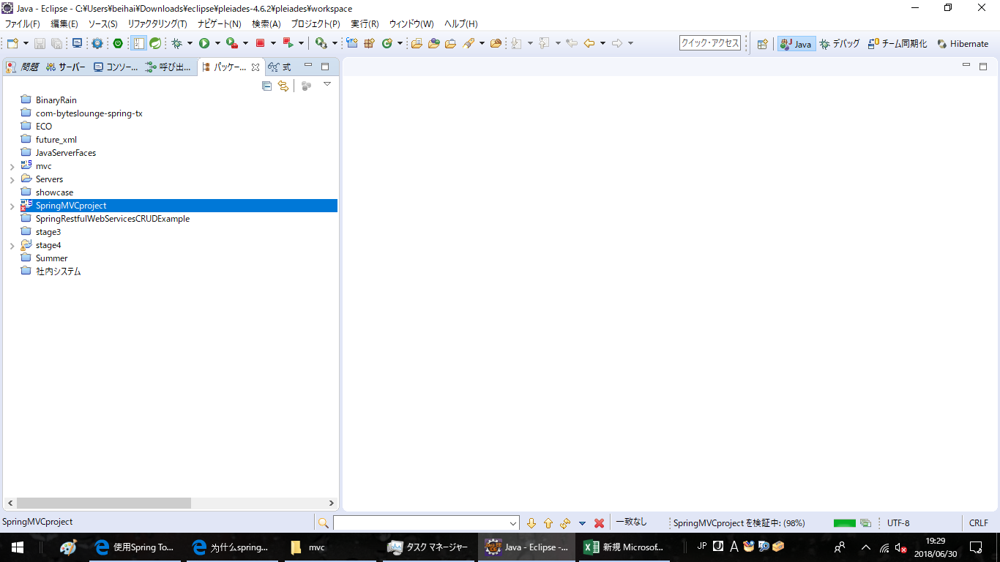 Java - Eclipse - C:¥Users¥beihai¥Downloads¥eclipse¥pleiades-4.6.2¥pleiades¥workspace
ファイル(F) 編集(E) ソース(S) リファクタリング(T) ナビゲート(N) 検索(A) プロジェクト(P) 実行(R) ウィンドウ(W) ヘルプ(H)
クイック・アクセス Java デバッグ チーム同期化 Hibernate
問題 サーバー コンソー... 呼び出... パッケー... 式
BinaryRain
com-byteslounge-spring-tx
ECO
future_xml
JavaServerFaces
mvc
Servers
showcase
SpringMVCproject
SpringRestfulWebServicesCRUDExample
stage3
stage4
Summer
社内システム
SpringMVCproject 一致なし SpringMVCproject を検証中: (98%) UTF-8 CRLF
使用Spring To... 为什么spring... mvc タスク マネージャー Java - Eclipse -... 新規 Microsof... JP A 19:29
2018/06/30